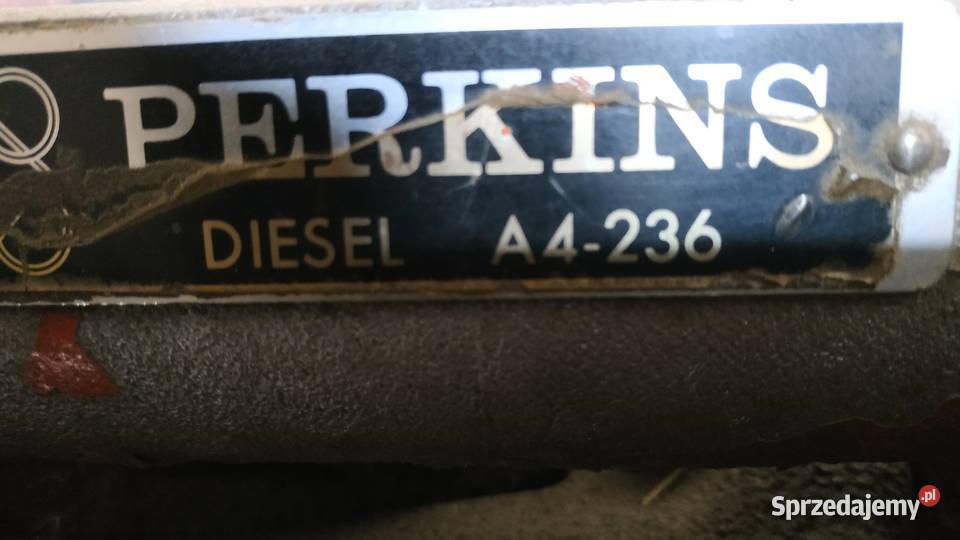 PERKINS
DIESEL A4-236
Sprzedajemy.pl